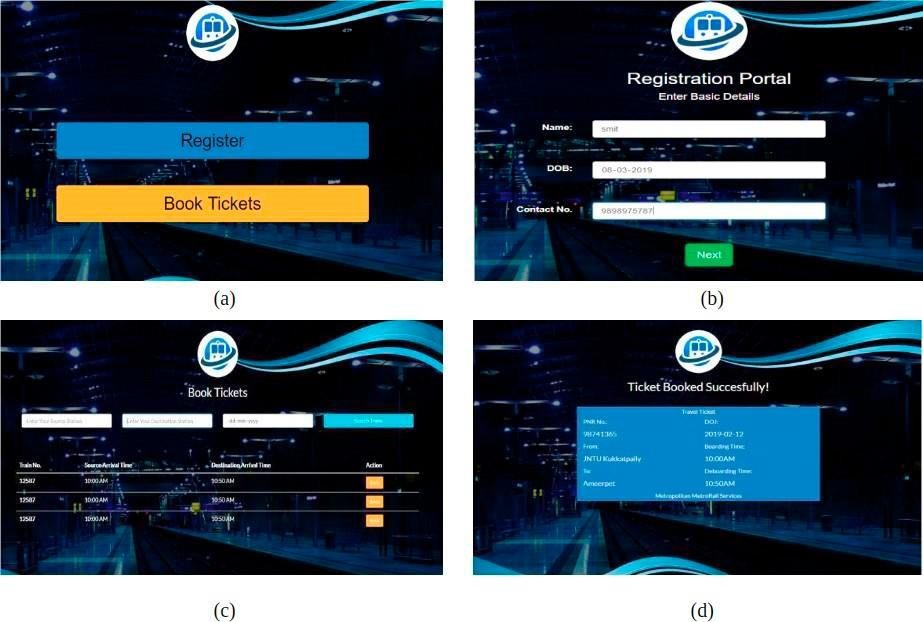 Register
Book Tickets
(a)
Registration Portal
Enter Basic Details
Name: smit
DOB: 08-03-2019
Contact No. 9898975787
Next
(b)
Book Tickets
Enter Your Source Station Enter Your Destination Station dd-mm-yyyy Search Trains
Train No. Source Arrival Time Destination Arrival Time Action
12587 10:00 AM 10:50 AM
12587 10:00 AM 10:50 AM
12587 10:00 AM 10:50 AM
(c)
Ticket Booked Succesfully!
Travel Ticket
PNR No.: DOJ:
98741365 2019-02-12
From: Boarding Time:
JNTU Kukkatpally 10:00AM
To: Deboarding Time:
Ameerpet 10:50AM
Metropolitan MetroRail Services
(d)